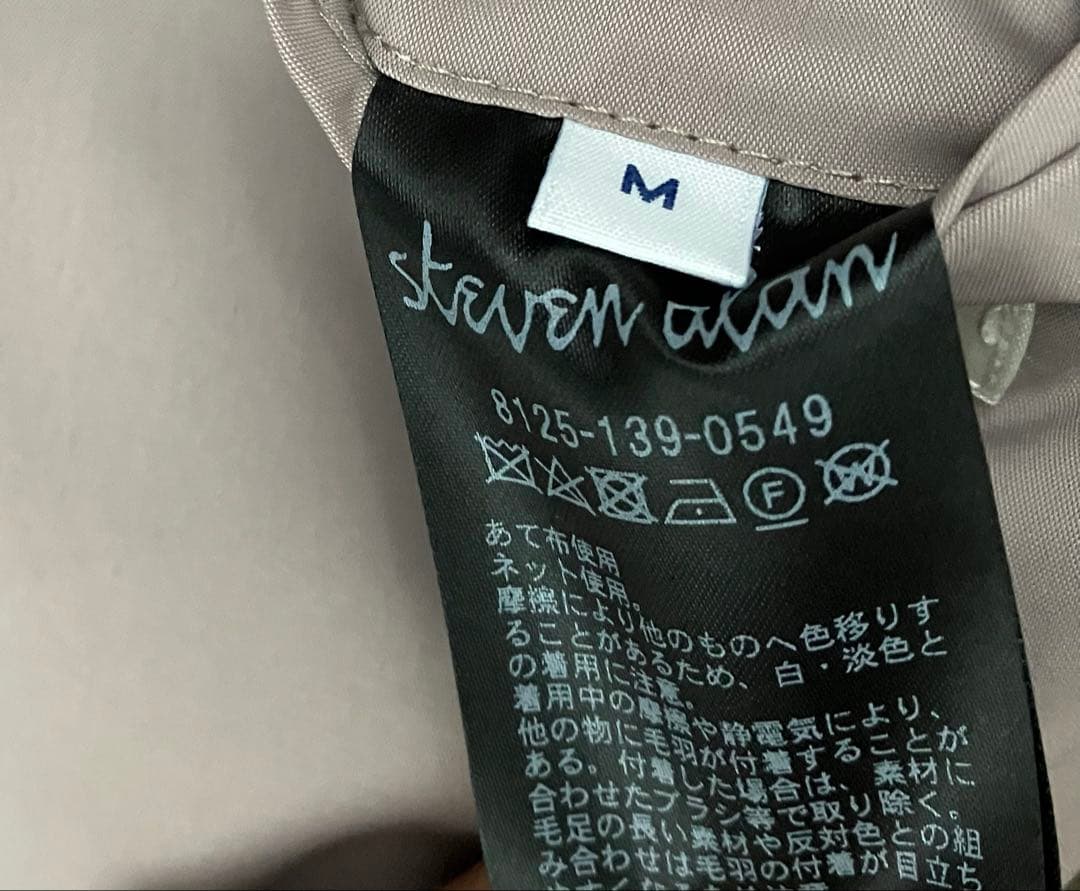 M
steven alan
8125-139-0549
F
W
あて布使用
ネット使用。
摩擦により他のものへ色移りす
ることがあるため、白・淡色と
の着用に注意。
着用中の摩擦や静電気により、
他の物に毛羽が付着することが
ある。付着した場合は、素材に
合わせたブラシ等で取り除く。
毛足の長い素材や反対色との組
み合わせは毛羽の付着が目立ち